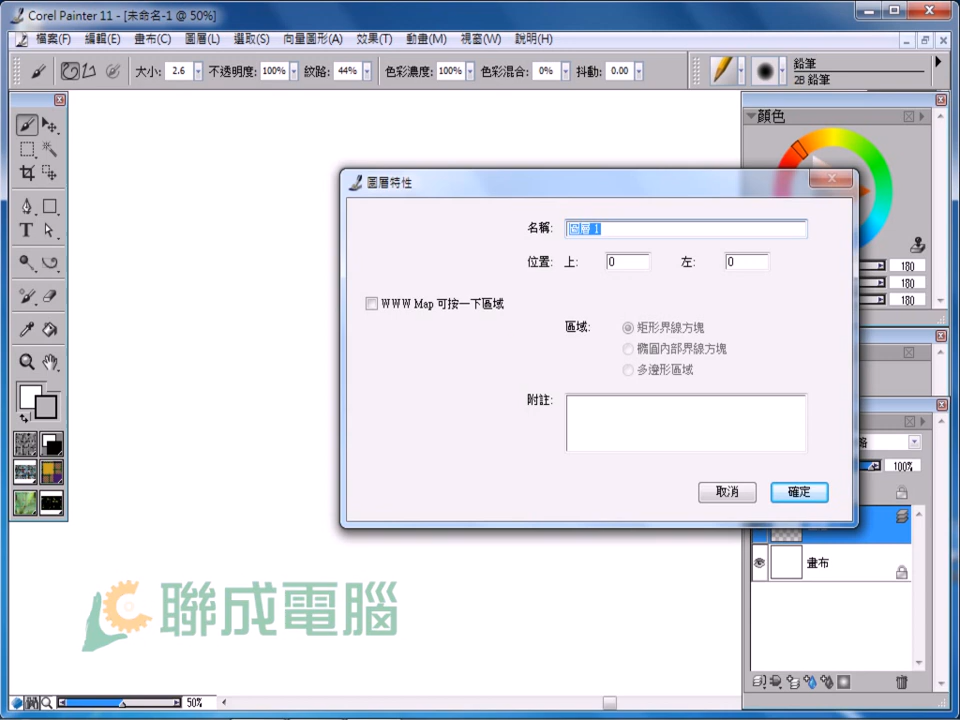 Corel Painter 11 - [未命名-1 @ 50%]
檔案(F) 編輯(E) 畫布(C) 圖層(L) 選取(S) 向量圖形(A) 效果(T) 動畫(M) 視窗(W) 說明(H)
大小: 2.6 不透明度: 100% 紋路: 44% 色彩濃度: 100% 色彩混合: 0% 抖動: 0.00
鉛筆
2B 鉛筆
顏色
圖層特性
名稱: 圖層 1
位置: 上: 0 左: 0
180
180
180
WWW Map 可按一下區域
區域: 矩形界線方塊
橢圓內部界線方塊
多邊形區域
附註:
100%
取消 確定
畫布
聯成電腦
50%